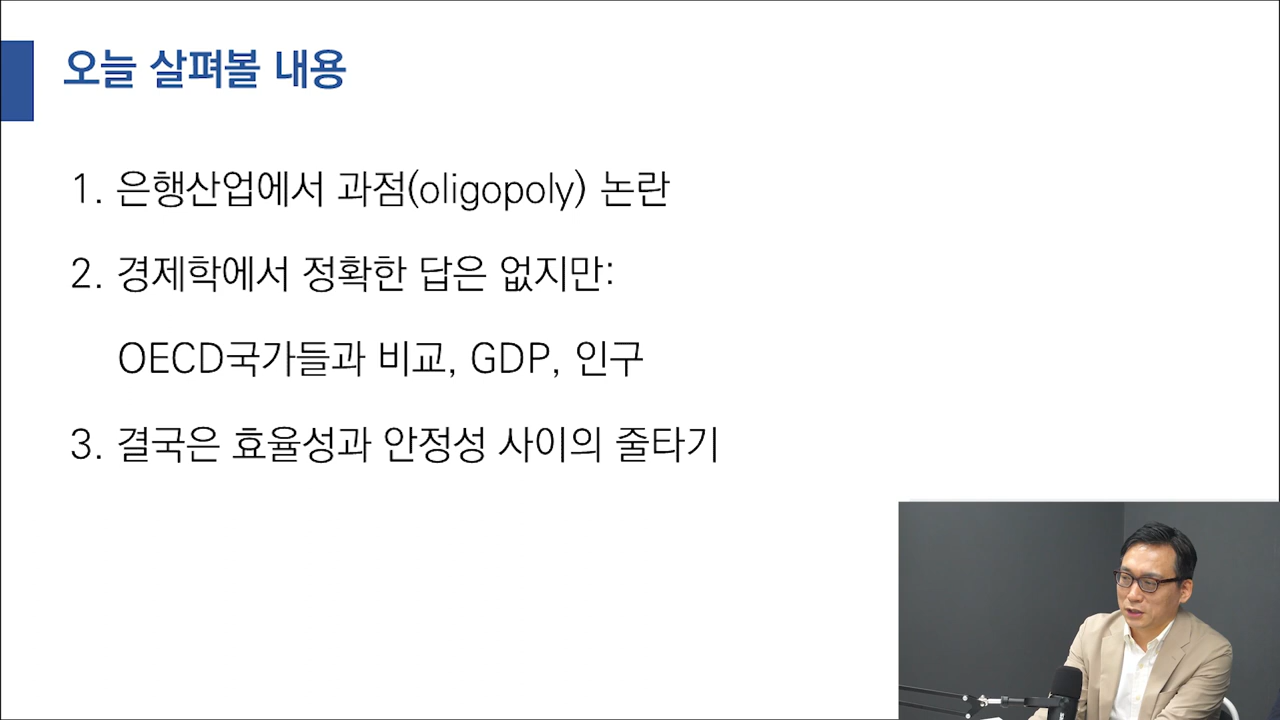 오늘 살펴볼 내용
1. 은행산업에서 과점(oligopoly) 논란
2. 경제학에서 정확한 답은 없지만:
OECD국가들과 비교, GDP, 인구
3. 결국은 효율성과 안정성 사이의 줄타기